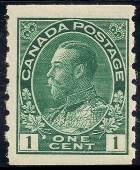 CANADA POSTAGE
1 ONE CENT 1